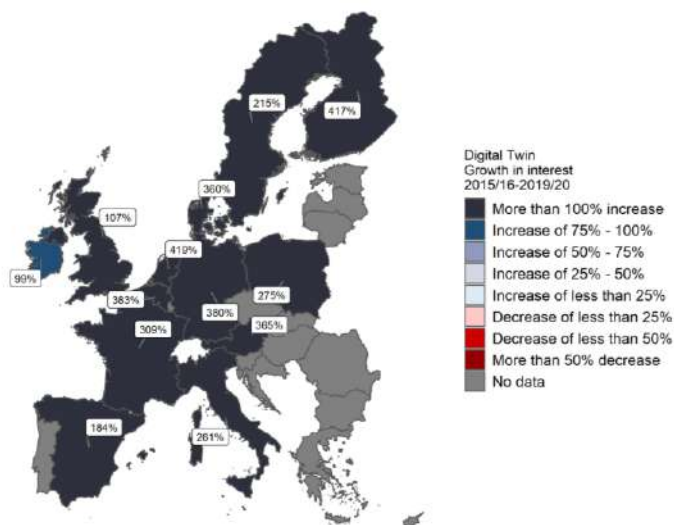 215%
417%
360%
107%
419%
99%
383%
275%
380%
365%
309%
184%
261%
Digital Twin
Growth in interest
2015/16-2019/20
More than 100% increase
Increase of 75% - 100%
Increase of 50% - 75%
Increase of 25% - 50%
Increase of less than 25%
Decrease of less than 25%
Decrease of less than 50%
More than 50% decrease
No data